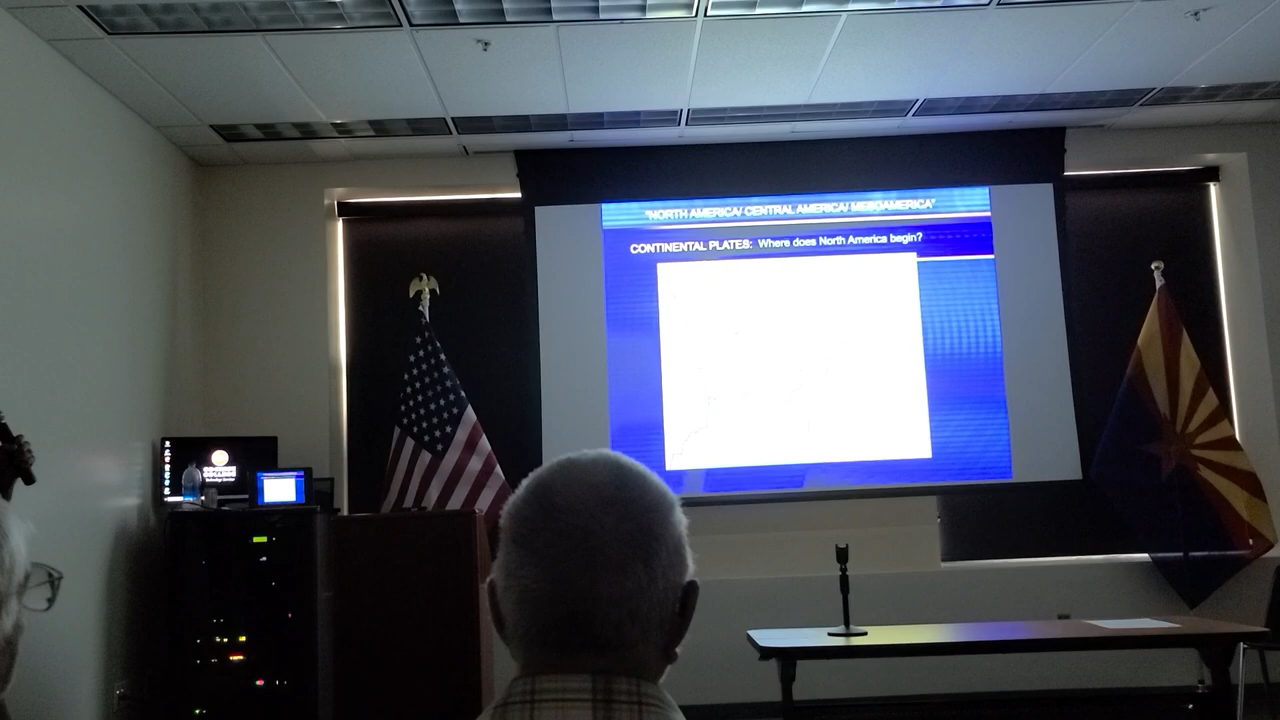 "NORTH AMERICA/ CENTRAL AMERICA/ MESOAMERICA"
CONTINENTAL PLATES: Where does North America begin?